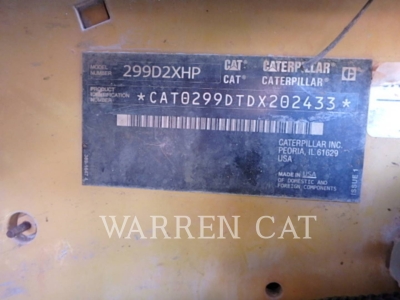 MODEL NUMBER 299D2XHP CAT CATERPILLAR
CAT CATERPILLAR
PRODUCT IDENTIFICATION NUMBER
*CAT0299DTDX202433*
CATERPILLAR INC.
PEORIA, IL 61629
USA
MADE IN USA
OF DOMESTIC AND
FOREIGN COMPONENTS
ISSUE 1
WARREN CAT